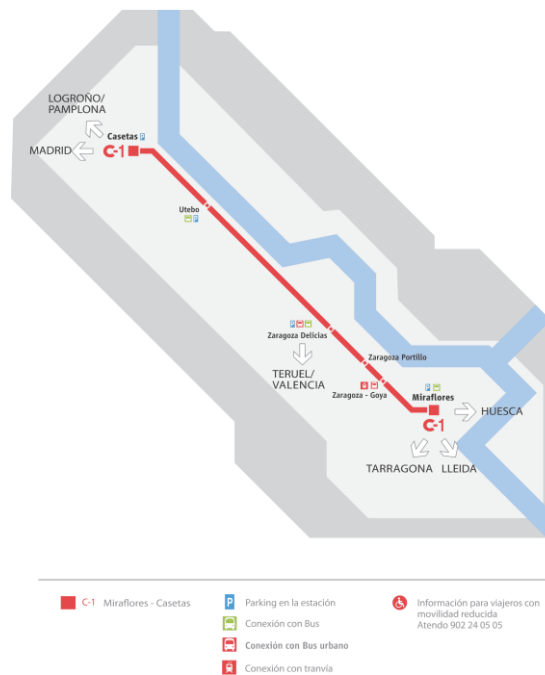 LOGROÑO/
PAMPLONA
Casetas P
MADRID
C-1
Utebo
P
P
Zaragoza Delicias
TERUEL/
VALENCIA
Zaragoza Portillo
Zaragoza - Goya
P
Miraflores
HUESCA
C-1
TARRAGONA LLEIDA
C-1 Miraflores - Casetas
P Parking en la estación
Conexión con Bus
Conexión con Bus urbano
Conexión con tranvía
Información para viajeros con
movilidad reducida
Atendo 902 24 05 05